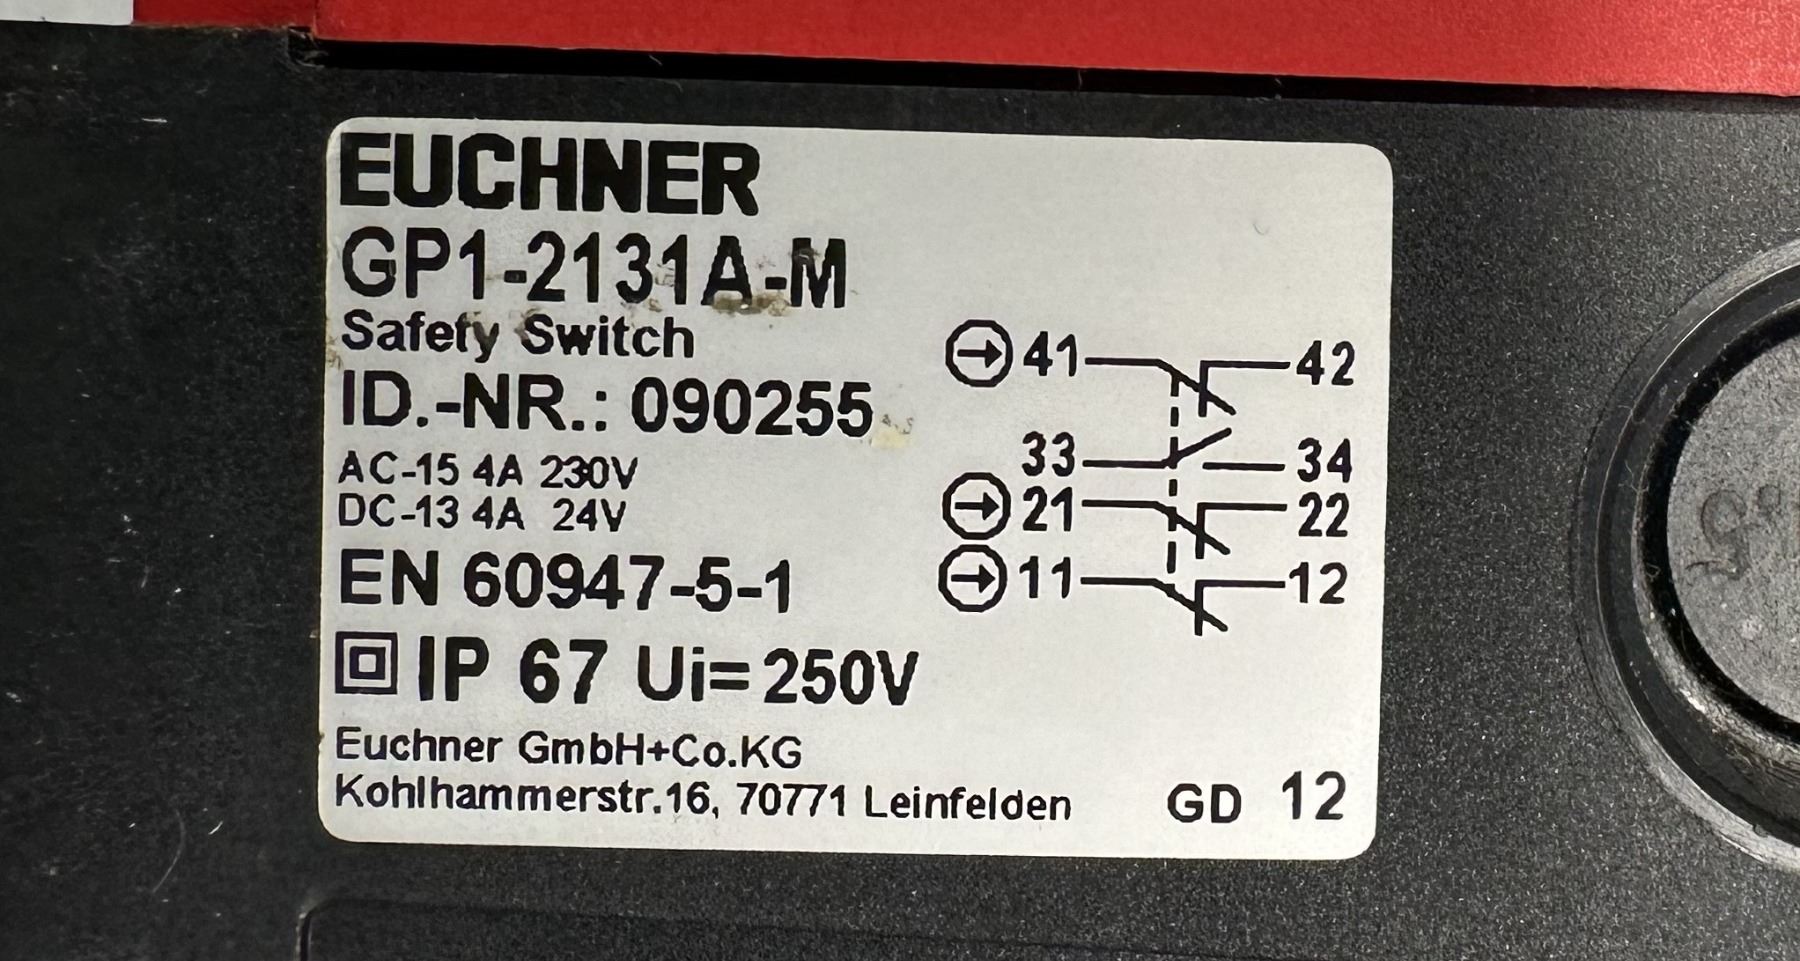 EUCHNER
GP1-2131A-M
Safety Switch
ID.-NR.: 090255
AC-15 4A 230V
DC-13 4A 24V
EN 60947-5-1
IP 67 Ui=250V
Euchner GmbH+Co.KG
Kohlhammerstr.16, 70771 Leinfelden
41 42
33 34
21 22
11 12
GD 12